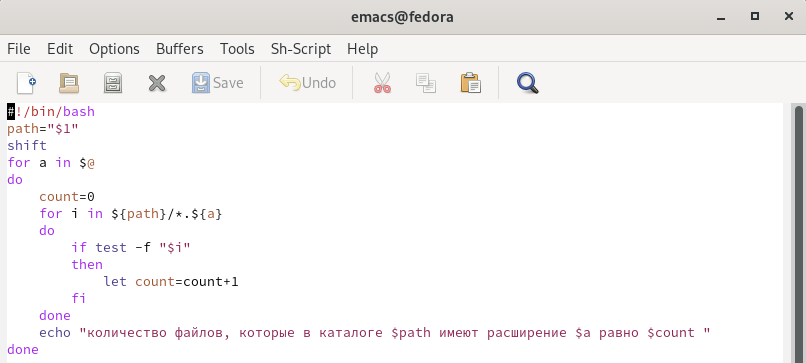 emacs@fedora
File Edit Options Buffers Tools Sh-Script Help
Save Undo
#!/bin/bash
path="$1"
shift
for a in $@
do
    count=0
    for i in ${path}/*.${a}
    do
        if test -f "$i"
        then
            let count=count+1
        fi
    done
    echo "количество файлов, которые в каталоге $path имеют расширение $a равно $count "
done